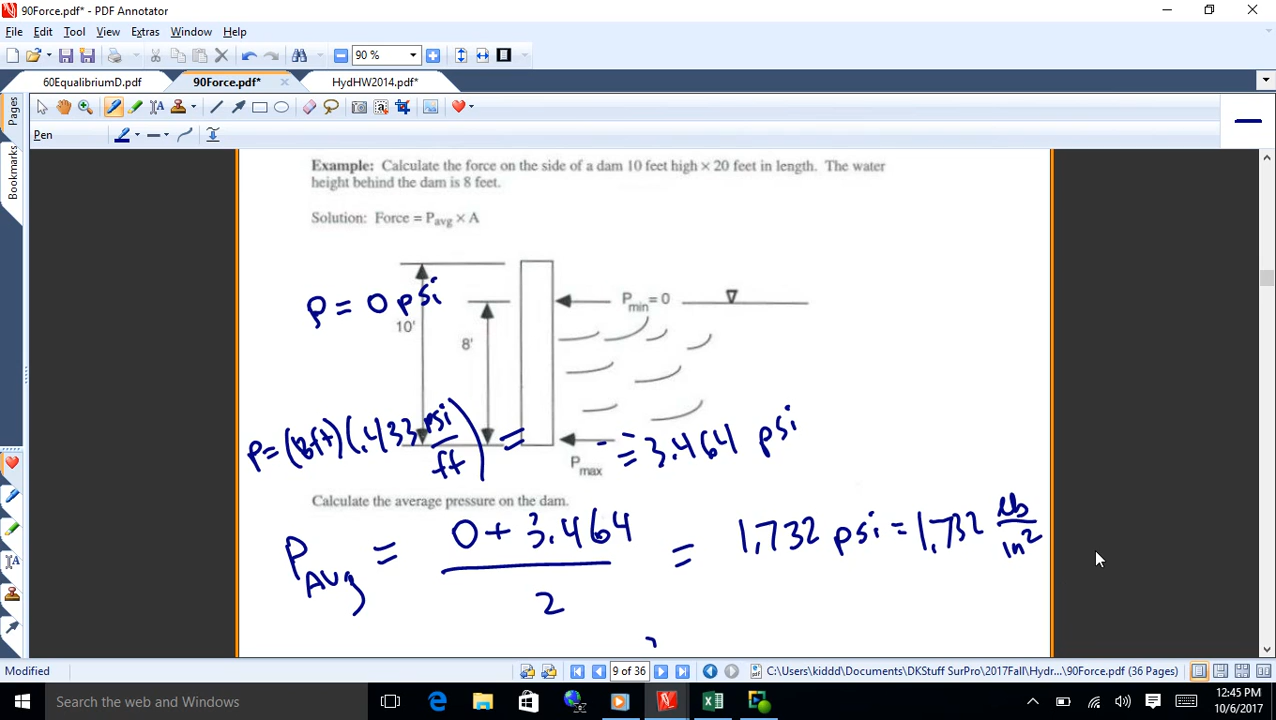 90Force.pdf* - PDF Annotator
File Edit Tool View Extras Window Help
90 %
60EquilibriumD.pdf 90Force.pdf* HydHW2014.pdf*
Pages
Bookmarks
Pen
Example: Calculate the force on the side of a dam 10 feet high × 20 feet in length. The water
height behind the dam is 8 feet.
Solution: Force = Pavg × A
P = 0 psi
Pmin = 0
10'
8'
P = (8ft)(.433 psi/ft) = = 3.464 psi
Pmax
Calculate the average pressure on the dam.
PAvg = 0 + 3.464 / 2 = 1,732 psi = 1,732 lb/in²
Modified
9 of 36
C:\Users\kiddd\Documents\DKStuff SurPro\2017Fall\Hydr...\90Force.pdf (36 Pages)
Search the web and Windows
12:45 PM
10/6/2017